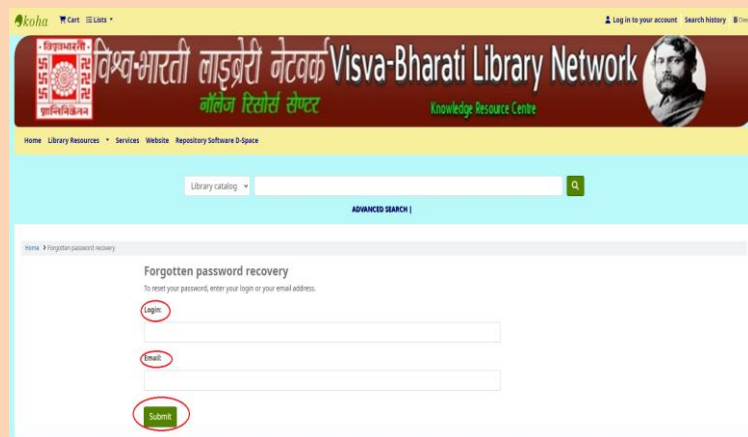 koha Cart Lists Log in to your account Search history
विश्वभारती
विश्व-भारती लाइब्रेरी नेटवर्क Visva-Bharati Library Network
शान्तिनिकेतन
नॉलेज रिसोर्स सेण्टर Knowledge Resource Centre
Home Library Resources Services Website Repository Software D-Space
Library catalog
ADVANCED SEARCH |
Home Forgotten password recovery
Forgotten password recovery
To reset your password, enter your login or your email address.
Login:
Email:
Submit